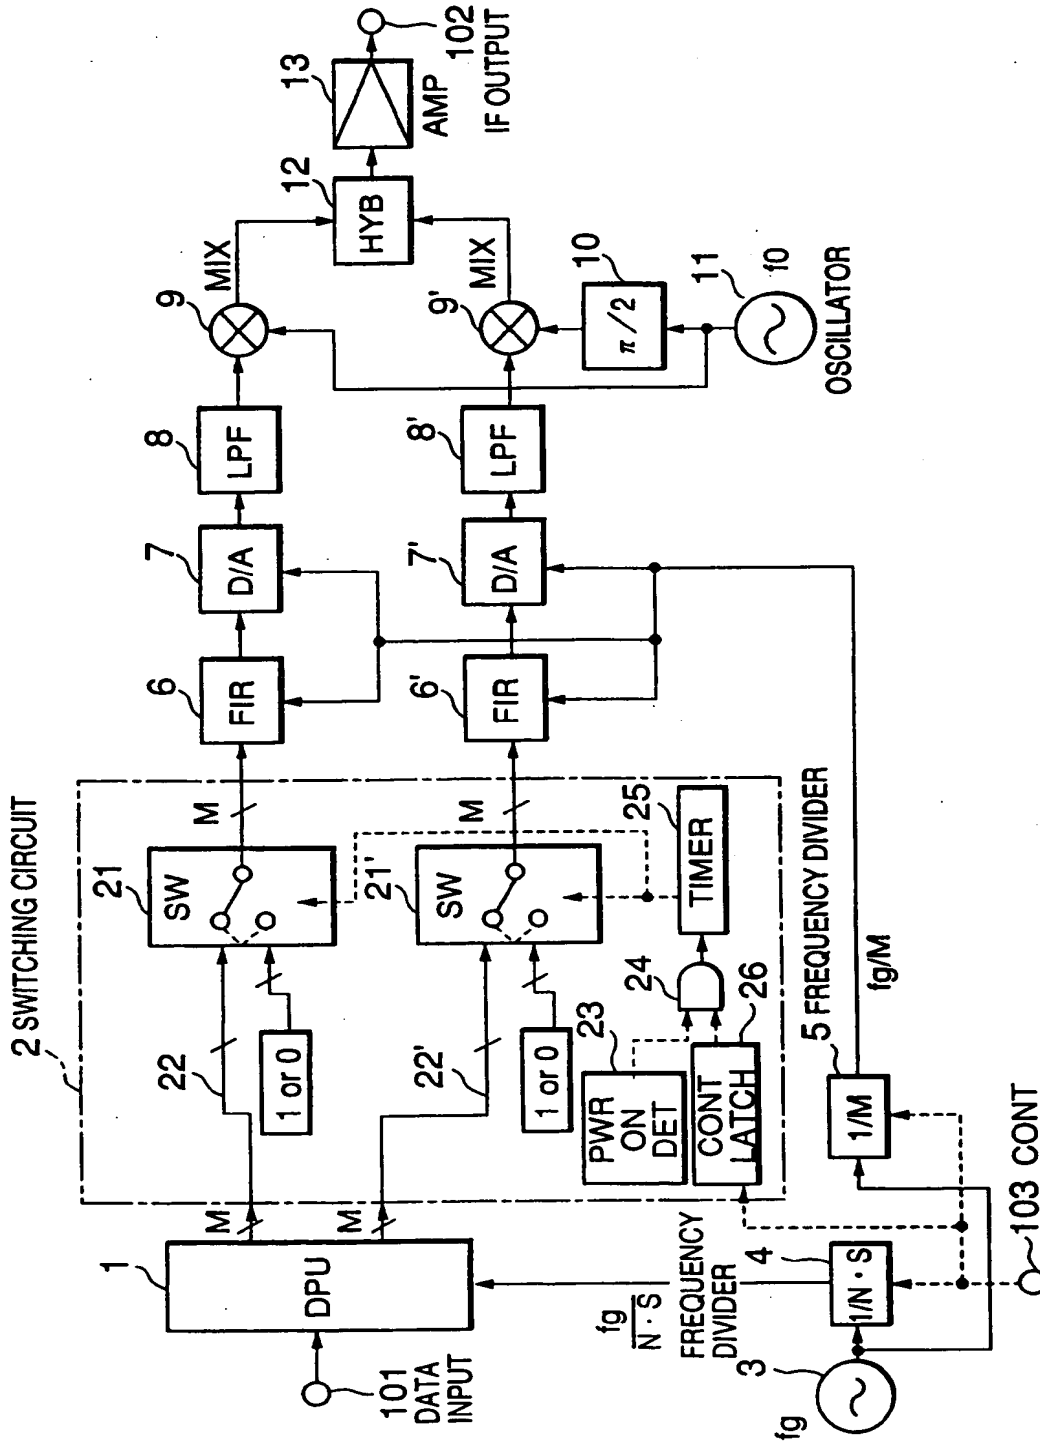 2 SWITCHING CIRCUIT
1
DPU
101
DATA
INPUT
M
M
22
22'
1 or 0
1 or 0
21
SW
21'
SW
M
M
23
PWR
ON
DET
CONT
LATCH
26
24
25
TIMER
6
FIR
6'
FIR
7
D/A
7'
D/A
8
LPF
8'
LPF
9
MIX
9'
MIX
10
π/2
11
f0
OSCILLATOR
12
HYB
13
AMP
102
IF OUTPUT
3
fg
4
1/N·S
fg
N·S
FREQUENCY
DIVIDER
5 FREQUENCY DIVIDER
1/M
fg/M
103 CONT